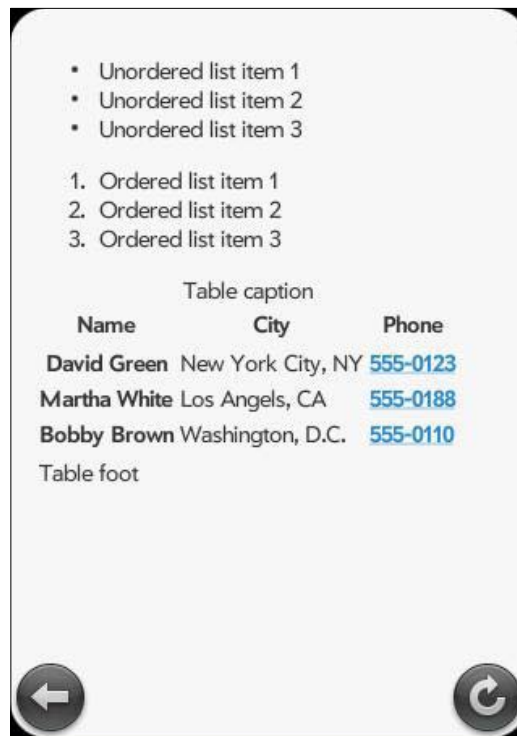 • Unordered list item 1
• Unordered list item 2
• Unordered list item 3
1. Ordered list item 1
2. Ordered list item 2
3. Ordered list item 3
Table caption
Name City Phone
David Green New York City, NY 555-0123
Martha White Los Angels, CA 555-0188
Bobby Brown Washington, D.C. 555-0110
Table foot